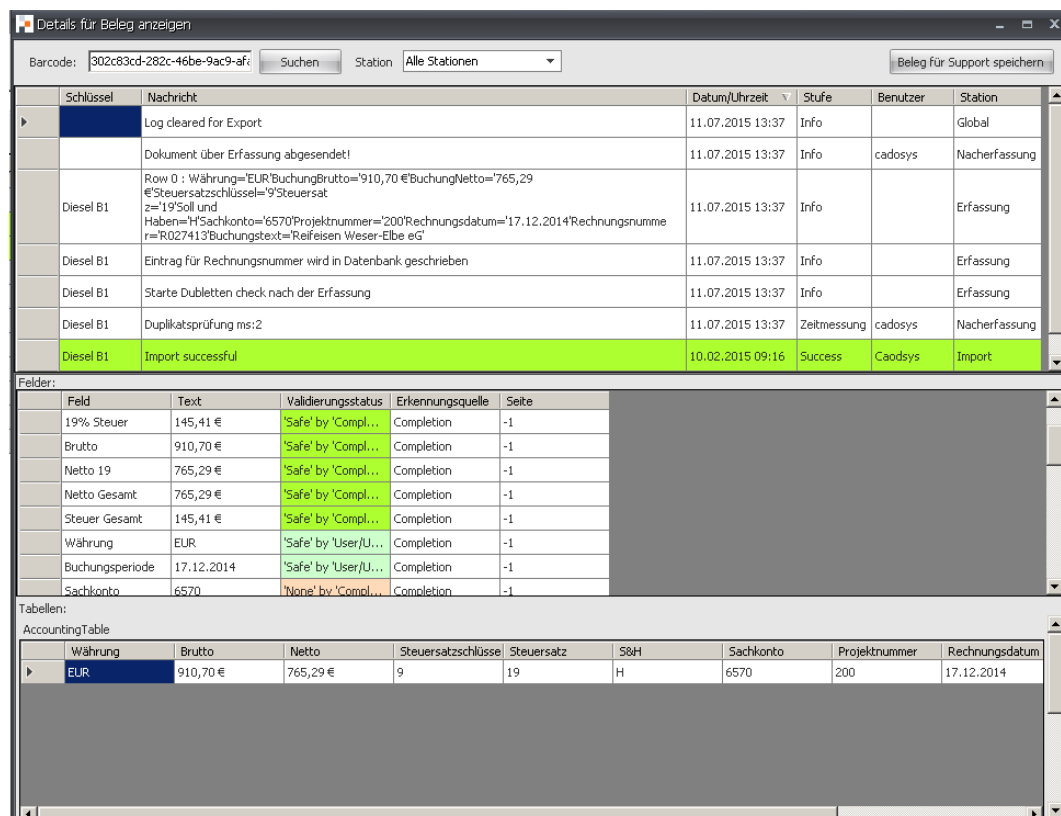 Details für Beleg anzeigen
Barcode: 302c83cd-282c-46be-9ac9-afa Suchen Station Alle Stationen Beleg für Support speichern
Schlüssel Nachricht Datum/Uhrzeit Stufe Benutzer Station
Log cleared for Export 11.07.2015 13:37 Info Global
Dokument über Erfassung abgesendet! 11.07.2015 13:37 Info cadosys Nacherfassung
Row 0 : Währung='EUR'BuchungBrutto='910,70 €'BuchungNetto='765,29
€'Steuersatzschlüssel='9'Steuersat
Diesel B1 z='19'Soll und 11.07.2015 13:37 Info Erfassung
Haben='H'Sachkonto='6570'Projektnummer='200'Rechnungsdatum='17.12.2014'Rechnungsnumme
r='R027413'Buchungstext='Reifeisen Weser-Elbe eG'
Diesel B1 Eintrag für Rechnungsnummer wird in Datenbank geschrieben 11.07.2015 13:37 Info Erfassung
Diesel B1 Starte Dubletten check nach der Erfassung 11.07.2015 13:37 Info Erfassung
Diesel B1 Duplikatsprüfung ms:2 11.07.2015 13:37 Zeitmessung cadosys Nacherfassung
Diesel B1 Import successful 10.02.2015 09:16 Success Caodsys Import
Felder:
Feld Text Validierungsstatus Erkennungsquelle Seite
19% Steuer 145,41 € 'Safe' by 'Compl... Completion -1
Brutto 910,70 € 'Safe' by 'Compl... Completion -1
Netto 19 765,29 € 'Safe' by 'Compl... Completion -1
Netto Gesamt 765,29 € 'Safe' by 'Compl... Completion -1
Steuer Gesamt 145,41 € 'Safe' by 'Compl... Completion -1
Währung EUR 'Safe' by 'User/U... Completion -1
Buchungsperiode 17.12.2014 'Safe' by 'User/U... Completion -1
Sachkonto 6570 'None' by 'Compl... Completion -1
Tabellen:
AccountingTable
Währung Brutto Netto Steuersatzschlüsse Steuersatz S&H Sachkonto Projektnummer Rechnungsdatum
EUR 910,70 € 765,29 € 9 19 H 6570 200 17.12.2014